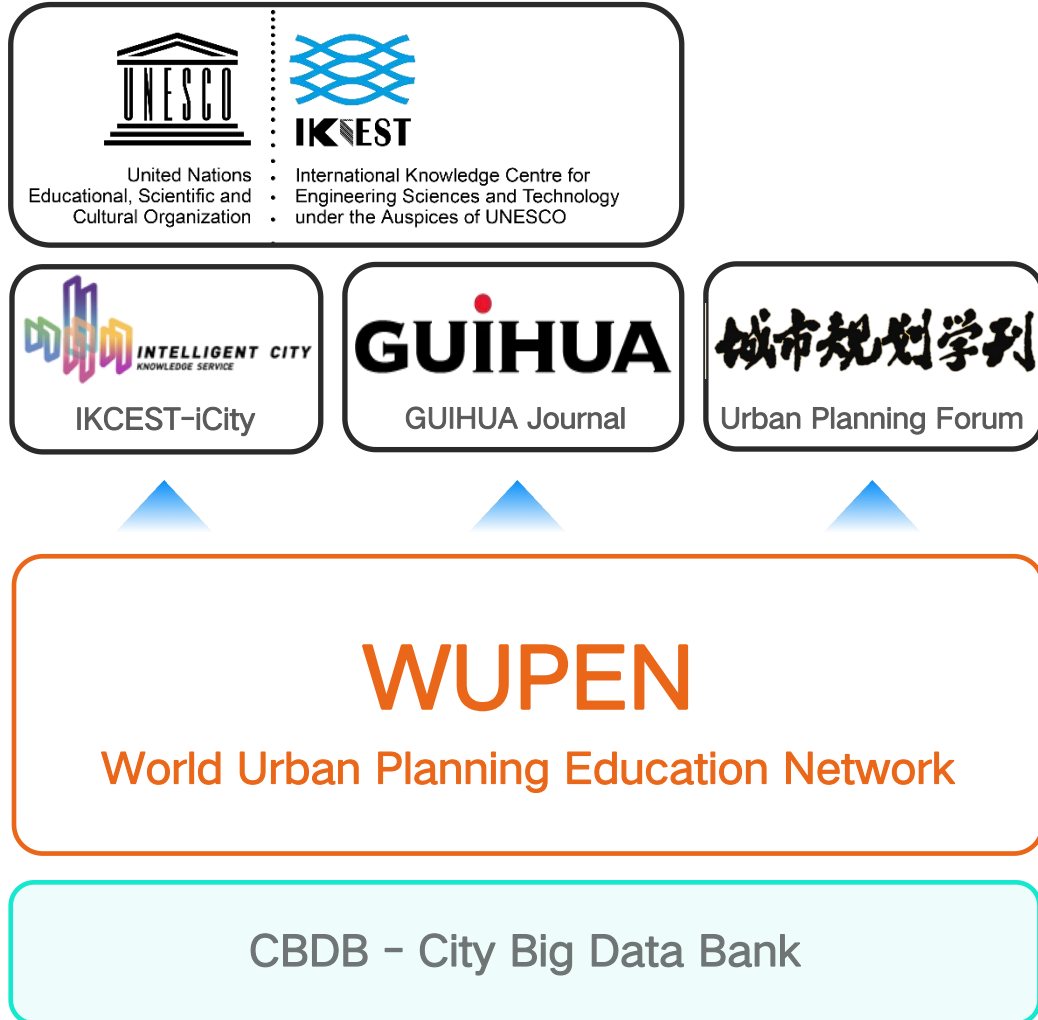 UNESCO
IKCEST
United Nations
Educational, Scientific and
Cultural Organization
International Knowledge Centre for
Engineering Sciences and Technology
under the Auspices of UNESCO
INTELLIGENT CITY
KNOWLEDGE SERVICE
IKCEST-iCity
GUiHUA
GUIHUA Journal
城市规划学刊
Urban Planning Forum
WUPEN
World Urban Planning Education Network
CBDB - City Big Data Bank